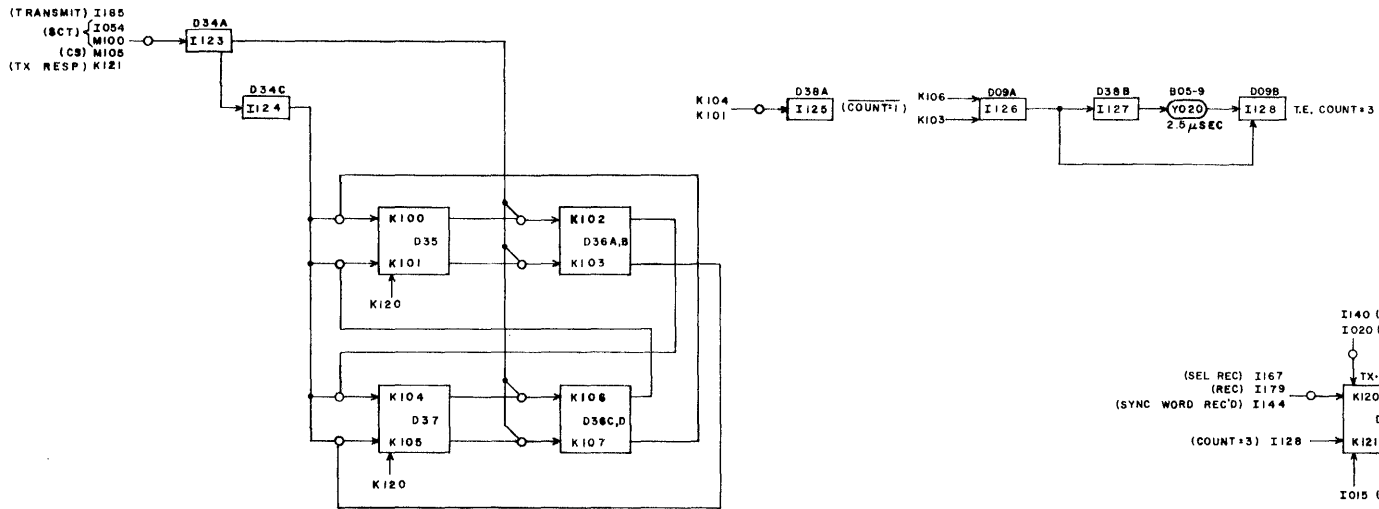 (TRANSMIT) I185
(SCT) I054
M100
(CS) M105
(TX RESP) K121
D34A
I123
D34C
I124
K104
K101
D38A
I125
(COUNT=1)
K106
K103
D09A
I126
D38B
I127
B05-9
Y020
2.5 μSEC
D09B
I128
T.E. COUNT=3
K100
D35
K101
K120
K102
D36A,B
K103
K104
D37
K105
K120
K106
D36C,D
K107
I140 (
I020 (
(SEL REC) I167
(REC) I179
(SYNC WORD REC'D) I144
(COUNT=3) I128
TX-
K120
D
K121
I015 (